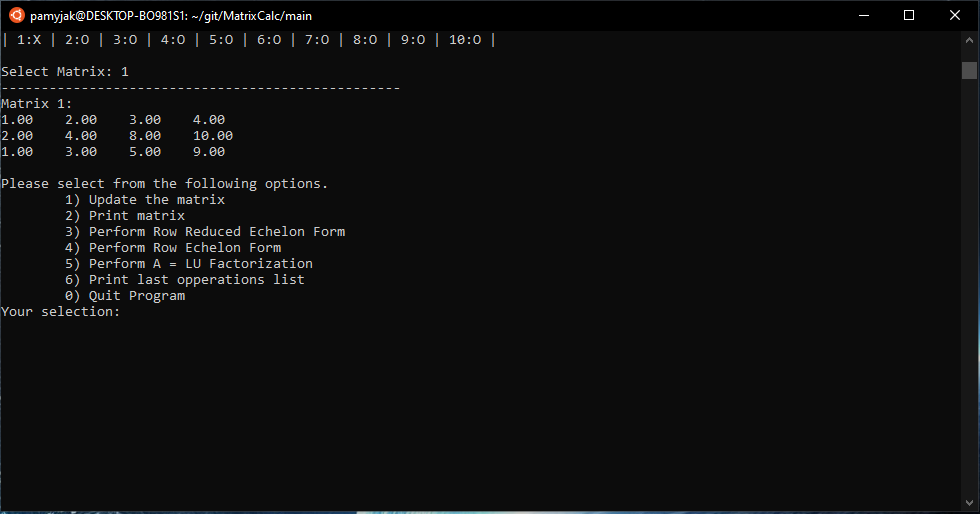 pamyjak@DESKTOP-BO981S1: ~/git/MatrixCalc/main
| 1:X | 2:O | 3:O | 4:O | 5:O | 6:O | 7:O | 8:O | 9:O | 10:O |
Select Matrix: 1
--------------------------------------------------
Matrix 1:
1.00    2.00    3.00    4.00
2.00    4.00    8.00    10.00
1.00    3.00    5.00    9.00
Please select from the following options.
        1) Update the matrix
        2) Print matrix
        3) Perform Row Reduced Echelon Form
        4) Perform Row Echelon Form
        5) Perform A = LU Factorization
        6) Print last opperations list
        0) Quit Program
Your selection: